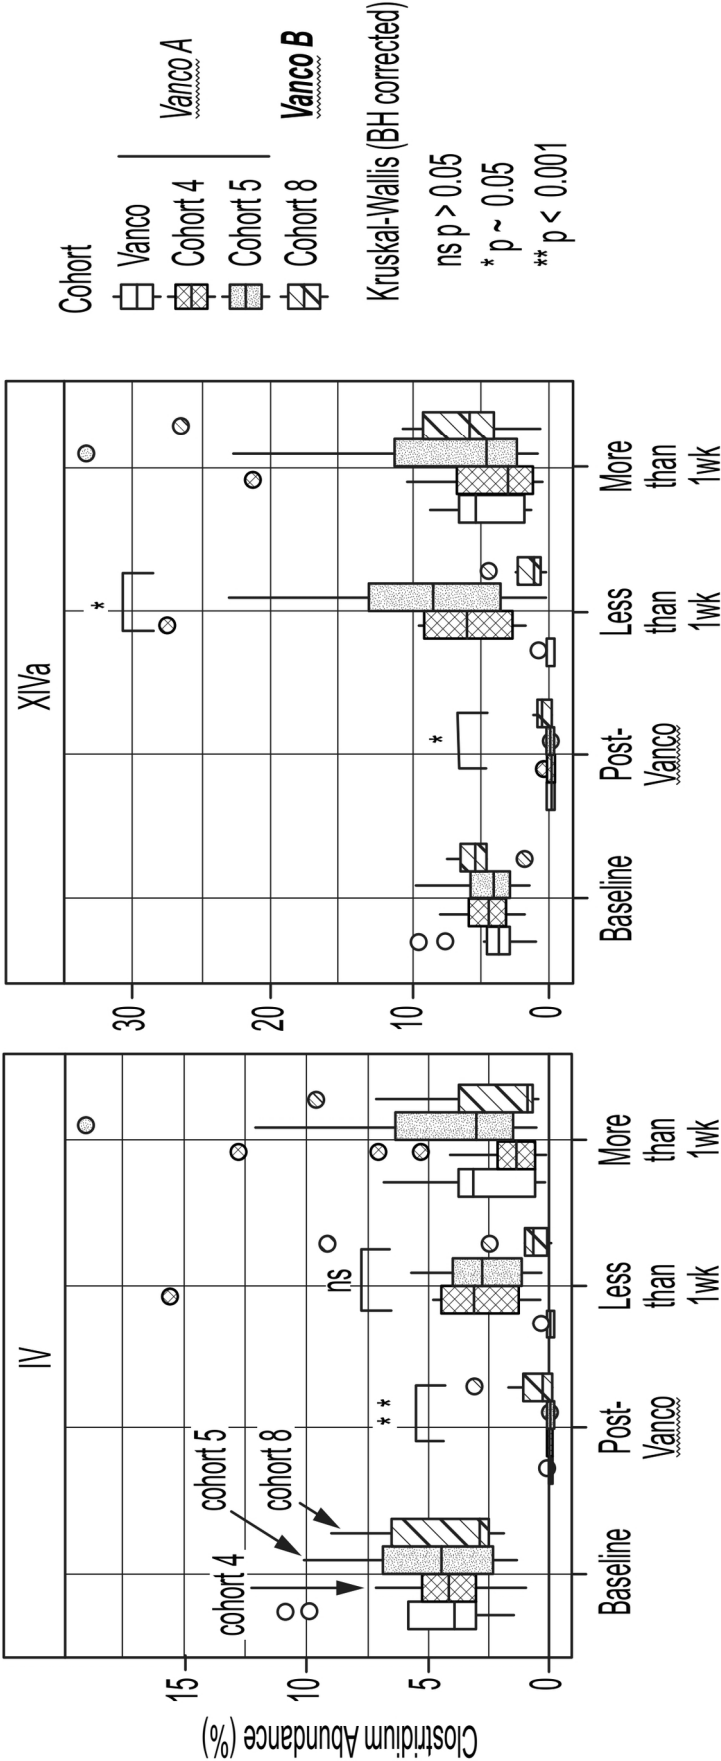 Clostridium Abundance (%)
IV
15
10
5
0
cohort 4
cohort 5
cohort 8
**
ns
Baseline
Post-
Vanco
Less
than
1wk
More
than
1wk
XIVa
30
20
10
0
*
*
Baseline
Post-
Vanco
Less
than
1wk
More
than
1wk
Cohort
Vanco
Cohort 4
Cohort 5
Cohort 8
Vanco A
Vanco B
Kruskal-Wallis (BH corrected)
ns p > 0.05
* p ~ 0.05
** p < 0.001